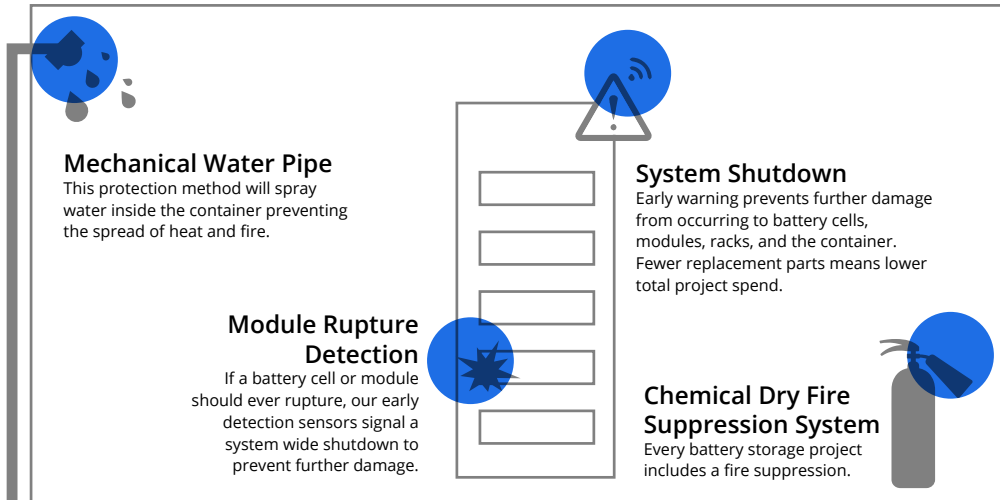 Mechanical Water Pipe
This protection method will spray
water inside the container preventing
the spread of heat and fire.
System Shutdown
Early warning prevents further damage
from occurring to battery cells,
modules, racks, and the container.
Fewer replacement parts means lower
total project spend.
Module Rupture
Detection
If a battery cell or module
should ever rupture, our early
detection sensors signal a
system wide shutdown to
prevent further damage.
Chemical Dry Fire
Suppression System
Every battery storage project
includes a fire suppression.